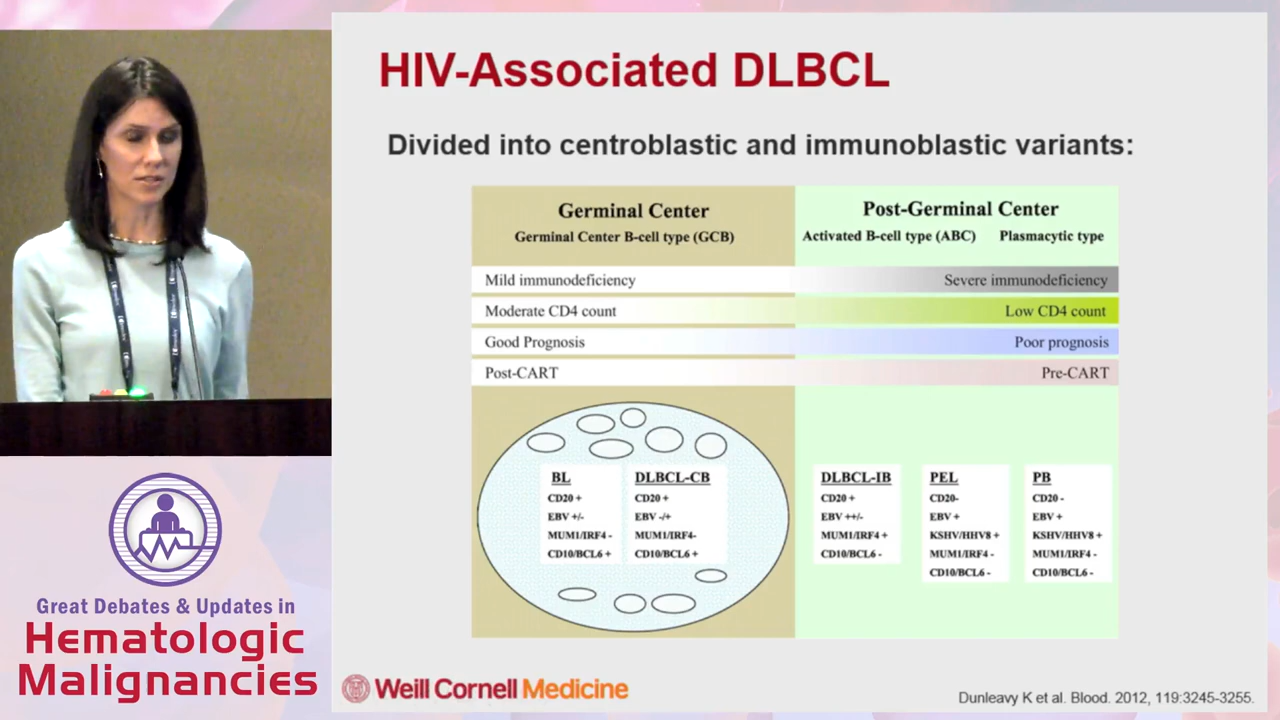 HIV-Associated DLBCL
Divided into centroblastic and immunoblastic variants:
Germinal Center
Germinal Center B-cell type (GCB)
Post-Germinal Center
Activated B-cell type (ABC) Plasmacytic type
Mild immunodeficiency Severe immunodeficiency
Moderate CD4 count Low CD4 count
Good Prognosis Poor prognosis
Post-CART Pre-CART
BL
CD20 +
EBV +/-
MUM1/IRF4 -
CD10/BCL6 +
DLBCL-CB
CD20 +
EBV -/+
MUM1/IRF4-
CD10/BCL6 +
DLBCL-IB
CD20 +
EBV ++/-
MUM1/IRF4 +
CD10/BCL6 -
PEL
CD20-
EBV +
KSHV/HHV8 +
MUM1/IRF4 -
CD10/BCL6 -
PB
CD20 -
EBV +
KSHV/HHV8 +
MUM1/IRF4 -
CD10/BCL6 -
Great Debates & Updates in
Hematologic
Malignancies
Weill Cornell Medicine
Dunleavy K et al. Blood. 2012, 119:3245-3255.